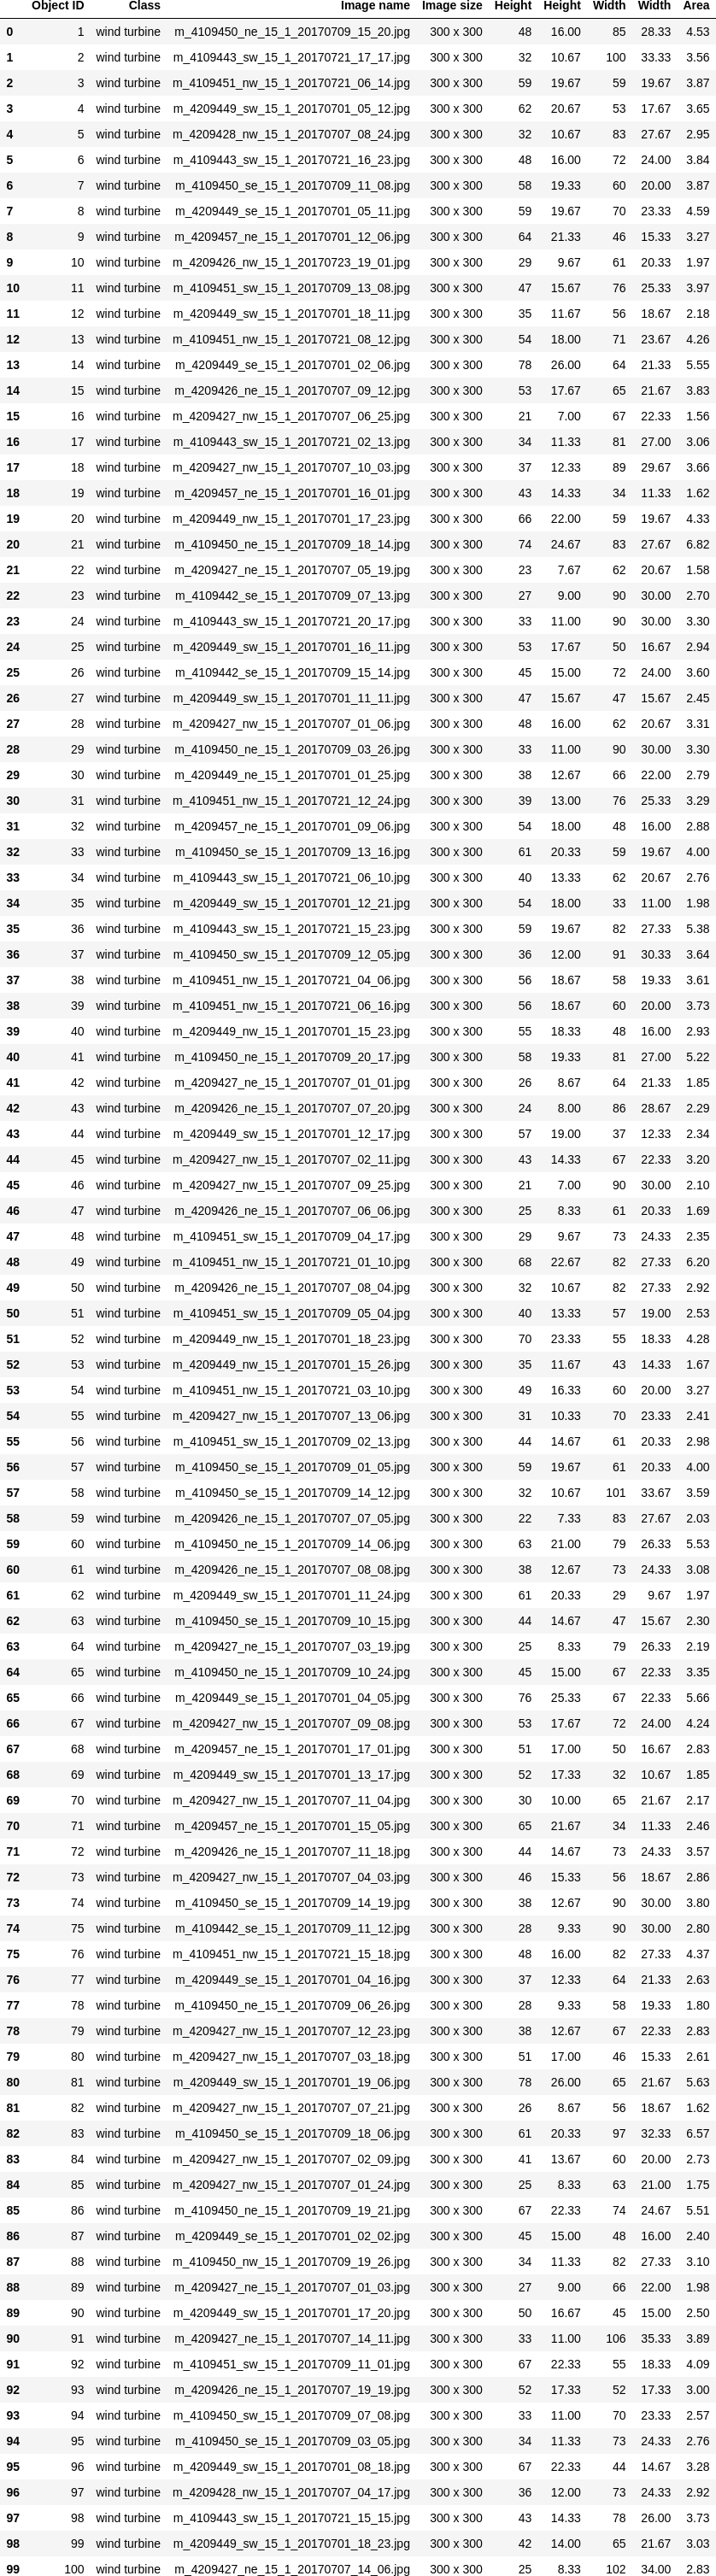 Object ID Class Image name Image size Height Height Width Width Area
0 1 wind turbine m_4109450_ne_15_1_20170709_15_20.jpg 300 x 300 48 16.00 85 28.33 4.53
1 2 wind turbine m_4109443_sw_15_1_20170721_17_17.jpg 300 x 300 32 10.67 100 33.33 3.56
2 3 wind turbine m_4109451_nw_15_1_20170721_06_14.jpg 300 x 300 59 19.67 59 19.67 3.87
3 4 wind turbine m_4209449_sw_15_1_20170701_05_12.jpg 300 x 300 62 20.67 53 17.67 3.65
4 5 wind turbine m_4209428_nw_15_1_20170707_08_24.jpg 300 x 300 32 10.67 83 27.67 2.95
5 6 wind turbine m_4109443_sw_15_1_20170721_16_23.jpg 300 x 300 48 16.00 72 24.00 3.84
6 7 wind turbine m_4109450_se_15_1_20170709_11_08.jpg 300 x 300 58 19.33 60 20.00 3.87
7 8 wind turbine m_4209449_se_15_1_20170701_05_11.jpg 300 x 300 59 19.67 70 23.33 4.59
8 9 wind turbine m_4209457_ne_15_1_20170701_12_06.jpg 300 x 300 64 21.33 46 15.33 3.27
9 10 wind turbine m_4209426_nw_15_1_20170723_19_01.jpg 300 x 300 29 9.67 61 20.33 1.97
10 11 wind turbine m_4109451_sw_15_1_20170709_13_08.jpg 300 x 300 47 15.67 76 25.33 3.97
11 12 wind turbine m_4209449_sw_15_1_20170701_18_11.jpg 300 x 300 35 11.67 56 18.67 2.18
12 13 wind turbine m_4109451_nw_15_1_20170721_08_12.jpg 300 x 300 54 18.00 71 23.67 4.26
13 14 wind turbine m_4209449_se_15_1_20170701_02_06.jpg 300 x 300 78 26.00 64 21.33 5.55
14 15 wind turbine m_4209426_ne_15_1_20170707_09_12.jpg 300 x 300 53 17.67 65 21.67 3.83
15 16 wind turbine m_4209427_nw_15_1_20170707_06_25.jpg 300 x 300 21 7.00 67 22.33 1.56
16 17 wind turbine m_4109443_sw_15_1_20170721_02_13.jpg 300 x 300 34 11.33 81 27.00 3.06
17 18 wind turbine m_4209427_nw_15_1_20170707_10_03.jpg 300 x 300 37 12.33 89 29.67 3.66
18 19 wind turbine m_4209457_ne_15_1_20170701_16_01.jpg 300 x 300 43 14.33 34 11.33 1.62
19 20 wind turbine m_4209449_nw_15_1_20170701_17_23.jpg 300 x 300 66 22.00 59 19.67 4.33
20 21 wind turbine m_4109450_ne_15_1_20170709_18_14.jpg 300 x 300 74 24.67 83 27.67 6.82
21 22 wind turbine m_4209427_ne_15_1_20170707_05_19.jpg 300 x 300 23 7.67 62 20.67 1.58
22 23 wind turbine m_4109442_se_15_1_20170709_07_13.jpg 300 x 300 27 9.00 90 30.00 2.70
23 24 wind turbine m_4109443_sw_15_1_20170721_20_17.jpg 300 x 300 33 11.00 90 30.00 3.30
24 25 wind turbine m_4209449_sw_15_1_20170701_16_11.jpg 300 x 300 53 17.67 50 16.67 2.94
25 26 wind turbine m_4109442_se_15_1_20170709_15_14.jpg 300 x 300 45 15.00 72 24.00 3.60
26 27 wind turbine m_4209449_sw_15_1_20170701_11_11.jpg 300 x 300 47 15.67 47 15.67 2.45
27 28 wind turbine m_4209427_nw_15_1_20170707_01_06.jpg 300 x 300 48 16.00 62 20.67 3.31
28 29 wind turbine m_4109450_ne_15_1_20170709_03_26.jpg 300 x 300 33 11.00 90 30.00 3.30
29 30 wind turbine m_4209449_ne_15_1_20170701_01_25.jpg 300 x 300 38 12.67 66 22.00 2.79
30 31 wind turbine m_4109451_nw_15_1_20170721_12_24.jpg 300 x 300 39 13.00 76 25.33 3.29
31 32 wind turbine m_4209457_ne_15_1_20170701_09_06.jpg 300 x 300 54 18.00 48 16.00 2.88
32 33 wind turbine m_4109450_se_15_1_20170709_13_16.jpg 300 x 300 61 20.33 59 19.67 4.00
33 34 wind turbine m_4109443_sw_15_1_20170721_06_10.jpg 300 x 300 40 13.33 62 20.67 2.76
34 35 wind turbine m_4209449_sw_15_1_20170701_12_21.jpg 300 x 300 54 18.00 33 11.00 1.98
35 36 wind turbine m_4109443_sw_15_1_20170721_15_23.jpg 300 x 300 59 19.67 82 27.33 5.38
36 37 wind turbine m_4109450_sw_15_1_20170709_12_05.jpg 300 x 300 36 12.00 91 30.33 3.64
37 38 wind turbine m_4109451_nw_15_1_20170721_04_06.jpg 300 x 300 56 18.67 58 19.33 3.61
38 39 wind turbine m_4109451_nw_15_1_20170721_06_16.jpg 300 x 300 56 18.67 60 20.00 3.73
39 40 wind turbine m_4209449_nw_15_1_20170701_15_23.jpg 300 x 300 55 18.33 48 16.00 2.93
40 41 wind turbine m_4109450_ne_15_1_20170709_20_17.jpg 300 x 300 58 19.33 81 27.00 5.22
41 42 wind turbine m_4209427_ne_15_1_20170707_01_01.jpg 300 x 300 26 8.67 64 21.33 1.85
42 43 wind turbine m_4209426_ne_15_1_20170707_07_20.jpg 300 x 300 24 8.00 86 28.67 2.29
43 44 wind turbine m_4209449_sw_15_1_20170701_12_17.jpg 300 x 300 57 19.00 37 12.33 2.34
44 45 wind turbine m_4209427_nw_15_1_20170707_02_11.jpg 300 x 300 43 14.33 67 22.33 3.20
45 46 wind turbine m_4209427_nw_15_1_20170707_09_25.jpg 300 x 300 21 7.00 90 30.00 2.10
46 47 wind turbine m_4209426_ne_15_1_20170707_06_06.jpg 300 x 300 25 8.33 61 20.33 1.69
47 48 wind turbine m_4109451_sw_15_1_20170709_04_17.jpg 300 x 300 29 9.67 73 24.33 2.35
48 49 wind turbine m_4109451_nw_15_1_20170721_01_10.jpg 300 x 300 68 22.67 82 27.33 6.20
49 50 wind turbine m_4209426_ne_15_1_20170707_08_04.jpg 300 x 300 32 10.67 82 27.33 2.92
50 51 wind turbine m_4109451_sw_15_1_20170709_05_04.jpg 300 x 300 40 13.33 57 19.00 2.53
51 52 wind turbine m_4209449_nw_15_1_20170701_18_23.jpg 300 x 300 70 23.33 55 18.33 4.28
52 53 wind turbine m_4209449_nw_15_1_20170701_15_26.jpg 300 x 300 35 11.67 43 14.33 1.67
53 54 wind turbine m_4109451_nw_15_1_20170721_03_10.jpg 300 x 300 49 16.33 60 20.00 3.27
54 55 wind turbine m_4209427_nw_15_1_20170707_13_06.jpg 300 x 300 31 10.33 70 23.33 2.41
55 56 wind turbine m_4109451_sw_15_1_20170709_02_13.jpg 300 x 300 44 14.67 61 20.33 2.98
56 57 wind turbine m_4109450_se_15_1_20170709_01_05.jpg 300 x 300 59 19.67 61 20.33 4.00
57 58 wind turbine m_4109450_se_15_1_20170709_14_12.jpg 300 x 300 32 10.67 101 33.67 3.59
58 59 wind turbine m_4209426_ne_15_1_20170707_07_05.jpg 300 x 300 22 7.33 83 27.67 2.03
59 60 wind turbine m_4109450_ne_15_1_20170709_14_06.jpg 300 x 300 63 21.00 79 26.33 5.53
60 61 wind turbine m_4209426_ne_15_1_20170707_08_08.jpg 300 x 300 38 12.67 73 24.33 3.08
61 62 wind turbine m_4209449_sw_15_1_20170701_11_24.jpg 300 x 300 61 20.33 29 9.67 1.97
62 63 wind turbine m_4109450_se_15_1_20170709_10_15.jpg 300 x 300 44 14.67 47 15.67 2.30
63 64 wind turbine m_4209427_ne_15_1_20170707_03_19.jpg 300 x 300 25 8.33 79 26.33 2.19
64 65 wind turbine m_4109450_ne_15_1_20170709_10_24.jpg 300 x 300 45 15.00 67 22.33 3.35
65 66 wind turbine m_4209449_se_15_1_20170701_04_05.jpg 300 x 300 76 25.33 67 22.33 5.66
66 67 wind turbine m_4209427_nw_15_1_20170707_09_08.jpg 300 x 300 53 17.67 72 24.00 4.24
67 68 wind turbine m_4209457_ne_15_1_20170701_17_01.jpg 300 x 300 51 17.00 50 16.67 2.83
68 69 wind turbine m_4209449_sw_15_1_20170701_13_17.jpg 300 x 300 52 17.33 32 10.67 1.85
69 70 wind turbine m_4209427_nw_15_1_20170707_11_04.jpg 300 x 300 30 10.00 65 21.67 2.17
70 71 wind turbine m_4209457_ne_15_1_20170701_15_05.jpg 300 x 300 65 21.67 34 11.33 2.46
71 72 wind turbine m_4209426_ne_15_1_20170707_11_18.jpg 300 x 300 44 14.67 73 24.33 3.57
72 73 wind turbine m_4209427_nw_15_1_20170707_04_03.jpg 300 x 300 46 15.33 56 18.67 2.86
73 74 wind turbine m_4109450_se_15_1_20170709_14_19.jpg 300 x 300 38 12.67 90 30.00 3.80
74 75 wind turbine m_4109442_se_15_1_20170709_11_12.jpg 300 x 300 28 9.33 90 30.00 2.80
75 76 wind turbine m_4109451_nw_15_1_20170721_15_18.jpg 300 x 300 48 16.00 82 27.33 4.37
76 77 wind turbine m_4209449_se_15_1_20170701_04_16.jpg 300 x 300 37 12.33 64 21.33 2.63
77 78 wind turbine m_4109450_ne_15_1_20170709_06_26.jpg 300 x 300 28 9.33 58 19.33 1.80
78 79 wind turbine m_4209427_nw_15_1_20170707_12_23.jpg 300 x 300 38 12.67 67 22.33 2.83
79 80 wind turbine m_4209427_nw_15_1_20170707_03_18.jpg 300 x 300 51 17.00 46 15.33 2.61
80 81 wind turbine m_4209449_sw_15_1_20170701_19_06.jpg 300 x 300 78 26.00 65 21.67 5.63
81 82 wind turbine m_4209427_nw_15_1_20170707_07_21.jpg 300 x 300 26 8.67 56 18.67 1.62
82 83 wind turbine m_4109450_se_15_1_20170709_18_06.jpg 300 x 300 61 20.33 97 32.33 6.57
83 84 wind turbine m_4209427_nw_15_1_20170707_02_09.jpg 300 x 300 41 13.67 60 20.00 2.73
84 85 wind turbine m_4209427_nw_15_1_20170707_01_24.jpg 300 x 300 25 8.33 63 21.00 1.75
85 86 wind turbine m_4109450_ne_15_1_20170709_19_21.jpg 300 x 300 67 22.33 74 24.67 5.51
86 87 wind turbine m_4209449_se_15_1_20170701_02_02.jpg 300 x 300 45 15.00 48 16.00 2.40
87 88 wind turbine m_4109450_nw_15_1_20170709_19_26.jpg 300 x 300 34 11.33 82 27.33 3.10
88 89 wind turbine m_4209427_ne_15_1_20170707_01_03.jpg 300 x 300 27 9.00 66 22.00 1.98
89 90 wind turbine m_4209449_sw_15_1_20170701_17_20.jpg 300 x 300 50 16.67 45 15.00 2.50
90 91 wind turbine m_4209427_ne_15_1_20170707_14_11.jpg 300 x 300 33 11.00 106 35.33 3.89
91 92 wind turbine m_4109451_sw_15_1_20170709_11_01.jpg 300 x 300 67 22.33 55 18.33 4.09
92 93 wind turbine m_4209426_ne_15_1_20170707_19_19.jpg 300 x 300 52 17.33 52 17.33 3.00
93 94 wind turbine m_4109450_sw_15_1_20170709_07_08.jpg 300 x 300 33 11.00 70 23.33 2.57
94 95 wind turbine m_4109450_se_15_1_20170709_03_05.jpg 300 x 300 34 11.33 73 24.33 2.76
95 96 wind turbine m_4209449_sw_15_1_20170701_08_18.jpg 300 x 300 67 22.33 44 14.67 3.28
96 97 wind turbine m_4209428_nw_15_1_20170707_04_17.jpg 300 x 300 36 12.00 73 24.33 2.92
97 98 wind turbine m_4109443_sw_15_1_20170721_15_15.jpg 300 x 300 43 14.33 78 26.00 3.73
98 99 wind turbine m_4209449_sw_15_1_20170701_18_23.jpg 300 x 300 42 14.00 65 21.67 3.03
99 100 wind turbine m_4209427_ne_15_1_20170707_14_06.jpg 300 x 300 25 8.33 102 34.00 2.83